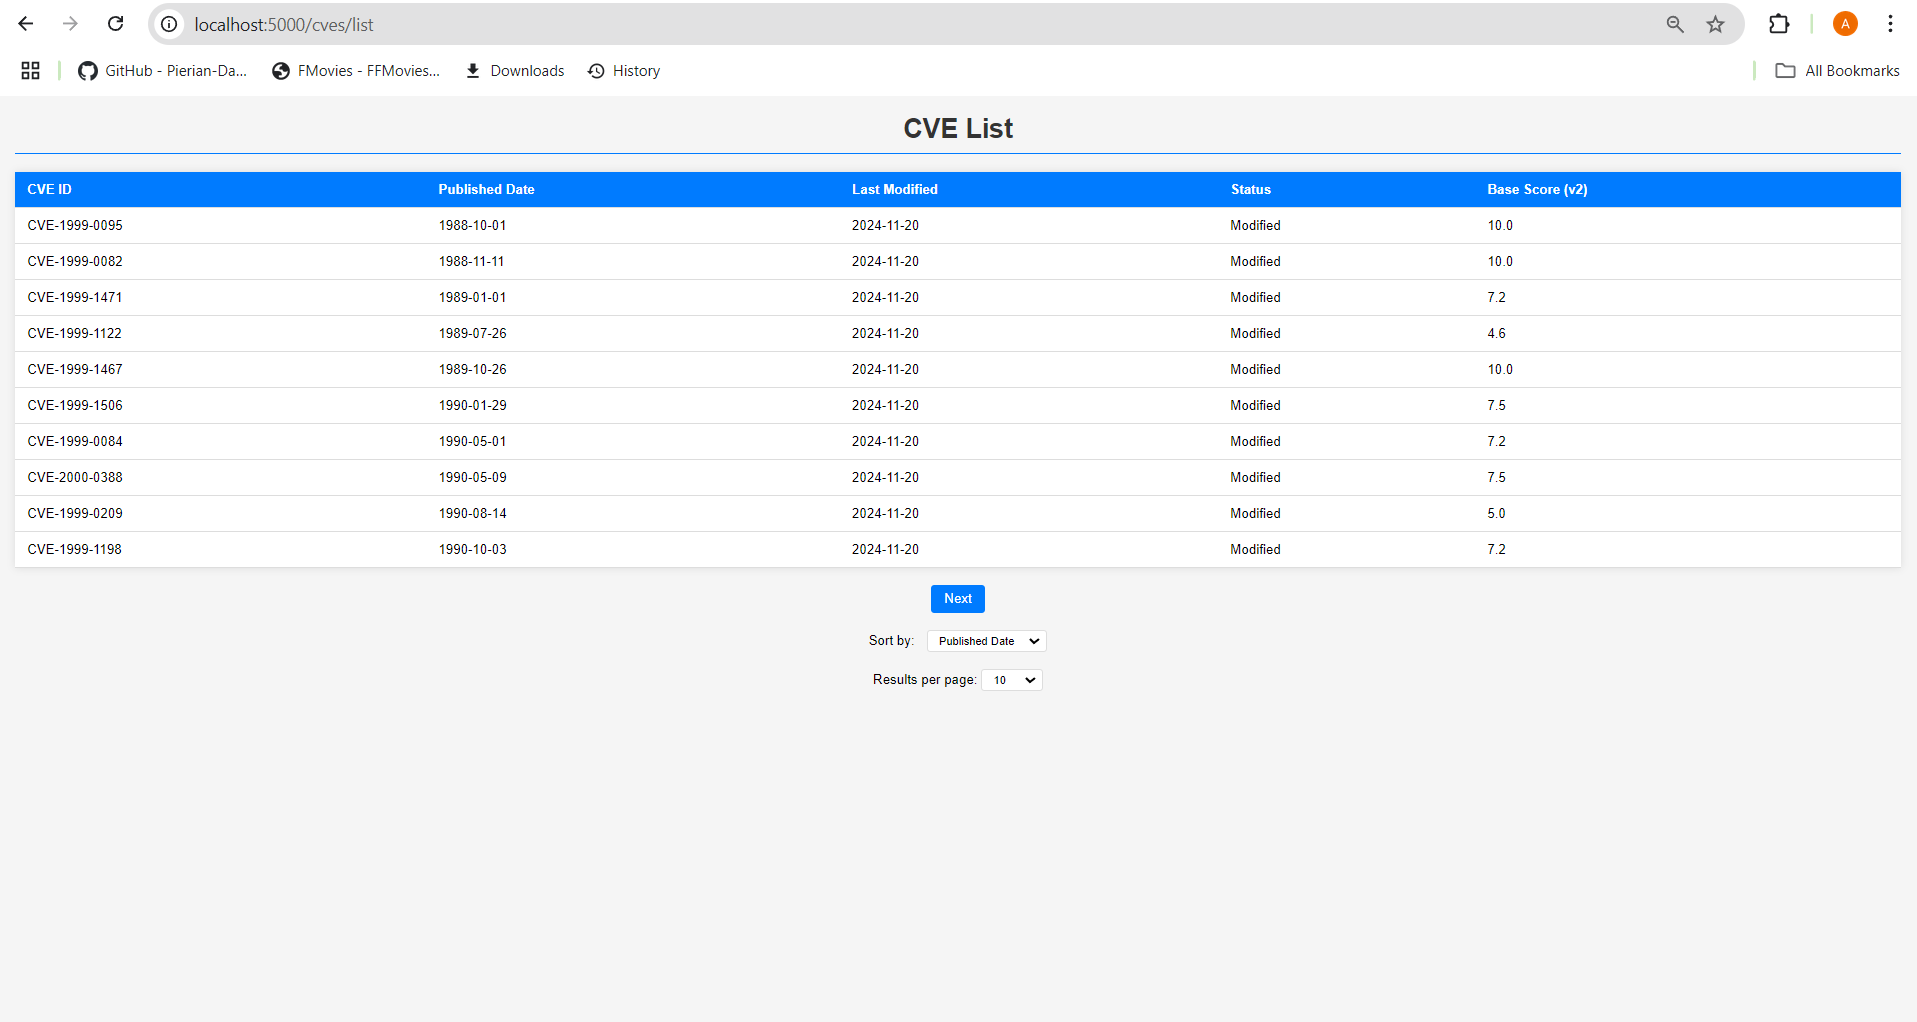 localhost:5000/cves/list
A
GitHub - Pierian-Da... FMovies - FFMovies... Downloads History All Bookmarks
CVE List
CVE ID Published Date Last Modified Status Base Score (v2)
CVE-1999-0095 1988-10-01 2024-11-20 Modified 10.0
CVE-1999-0082 1988-11-11 2024-11-20 Modified 10.0
CVE-1999-1471 1989-01-01 2024-11-20 Modified 7.2
CVE-1999-1122 1989-07-26 2024-11-20 Modified 4.6
CVE-1999-1467 1989-10-26 2024-11-20 Modified 10.0
CVE-1999-1506 1990-01-29 2024-11-20 Modified 7.5
CVE-1999-0084 1990-05-01 2024-11-20 Modified 7.2
CVE-2000-0388 1990-05-09 2024-11-20 Modified 7.5
CVE-1999-0209 1990-08-14 2024-11-20 Modified 5.0
CVE-1999-1198 1990-10-03 2024-11-20 Modified 7.2
Next
Sort by: Published Date
Results per page: 10